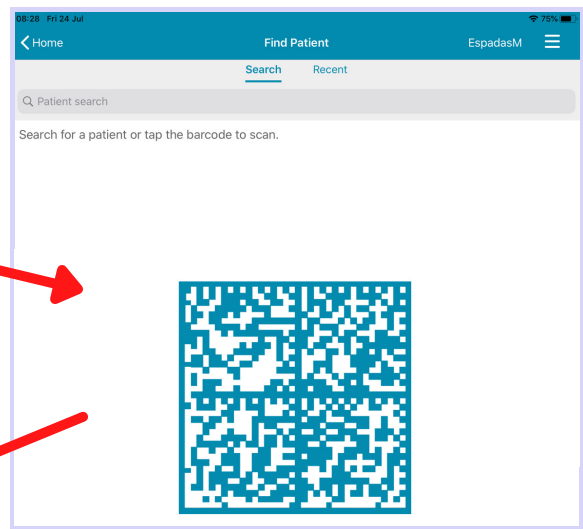 08:28 Fri 24 Jul 75%
Home Find Patient EspadasM
Search Recent
Patient search
Search for a patient or tap the barcode to scan.